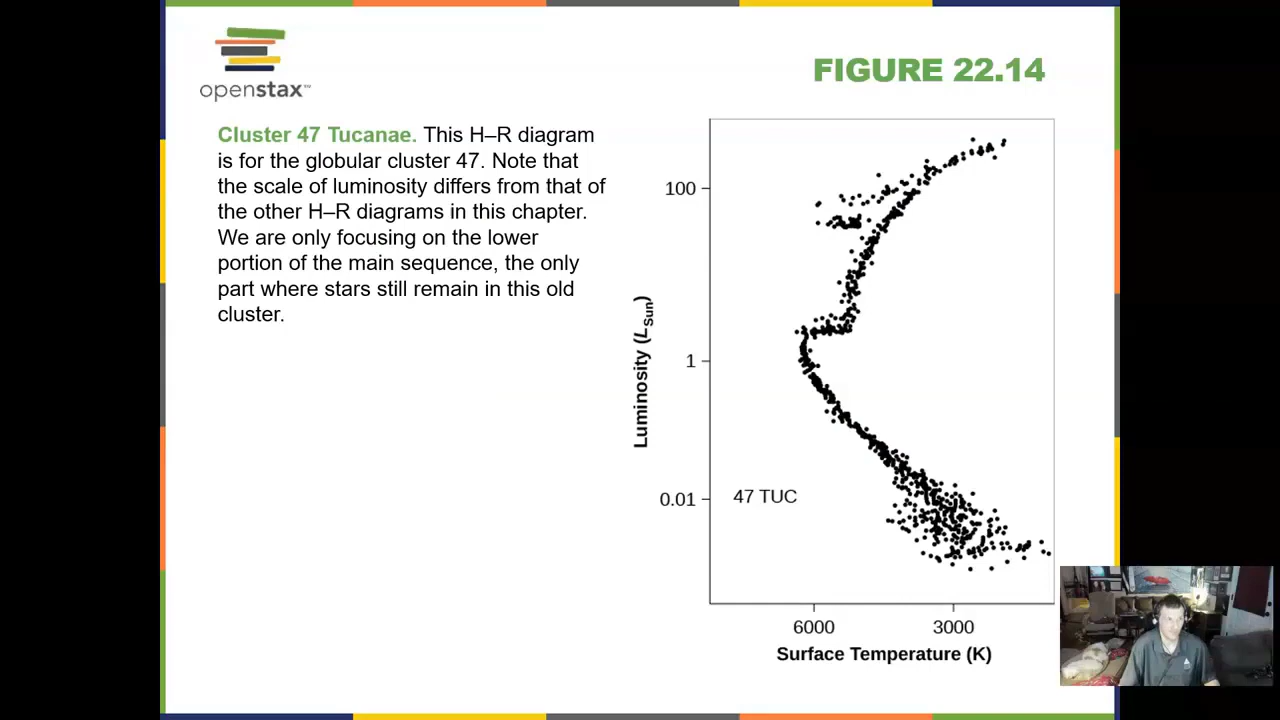 openstax™
FIGURE 22.14
Cluster 47 Tucanae. This H–R diagram
is for the globular cluster 47. Note that
the scale of luminosity differs from that of
the other H–R diagrams in this chapter.
We are only focusing on the lower
portion of the main sequence, the only
part where stars still remain in this old
cluster.
100
1
0.01
Luminosity (Lsun)
47 TUC
6000 3000
Surface Temperature (K)